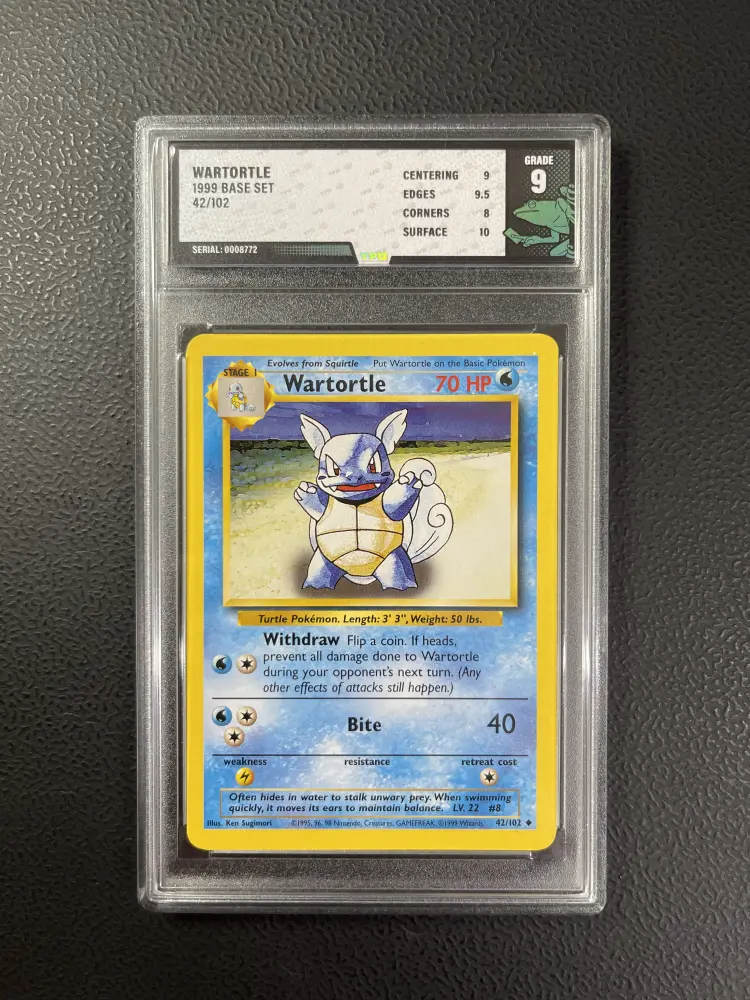 WARTORTLE
1999 BASE SET
42/102
SERIAL: 0008772
CENTERING 9
EDGES 9.5
CORNERS 8
SURFACE 10
GRADE
9
Evolves from Squirtle Put Wartortle on the Basic Pokémon
STAGE 1
Wartortle 70 HP
Turtle Pokémon. Length: 3' 3", Weight: 50 lbs.
Withdraw Flip a coin. If heads,
prevent all damage done to Wartortle
during your opponent's next turn. (Any
other effects of attacks still happen.)
Bite 40
weakness resistance retreat cost
Often hides in water to stalk unwary prey. When swimming
quickly, it moves its ears to maintain balance. LV. 22 #8
Illus. Ken Sugimori ©1995, 96, 98 Nintendo, Creatures, GAMEFREAK. ©1999 Wizards. 42/102